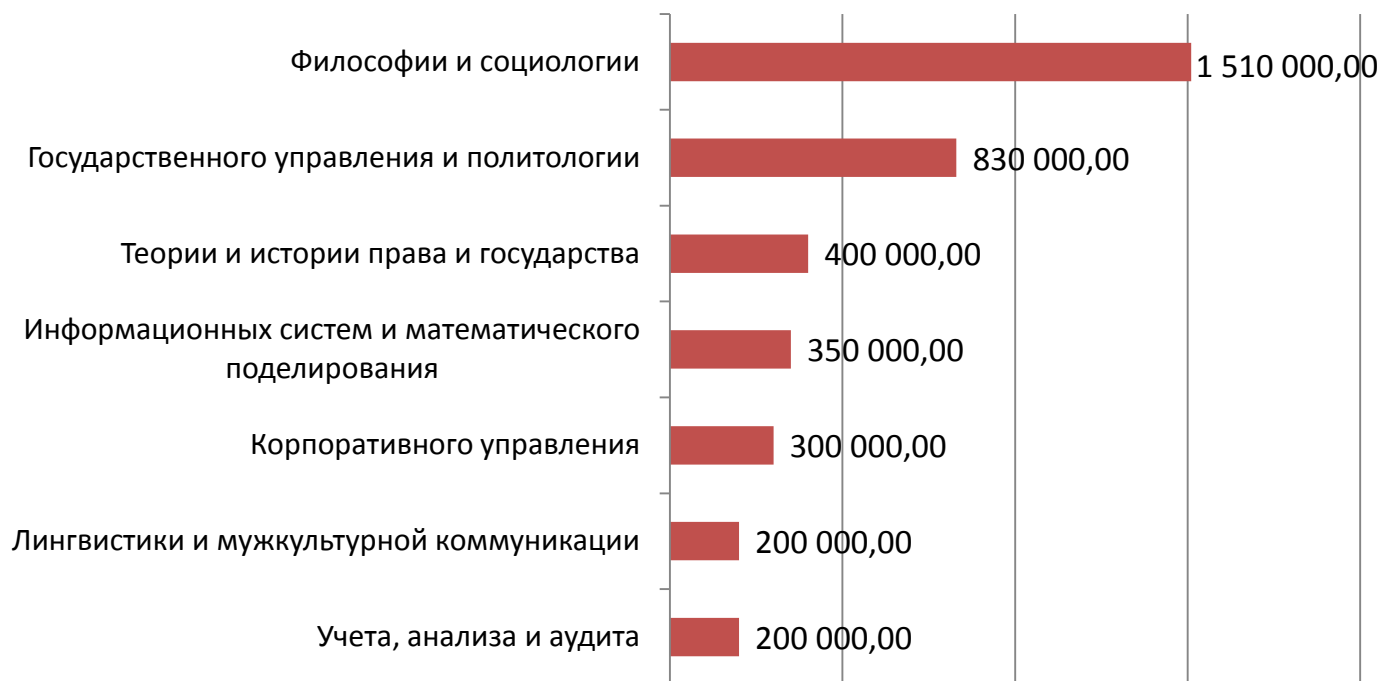 Философии и социологии
1 510 000,00
Государственного управления и политологии
830 000,00
Теории и истории права и государства
400 000,00
Информационных систем и математического
поделирования
350 000,00
Корпоративного управления
300 000,00
Лингвистики и мужкультурной коммуникации
200 000,00
Учета, анализа и аудита
200 000,00